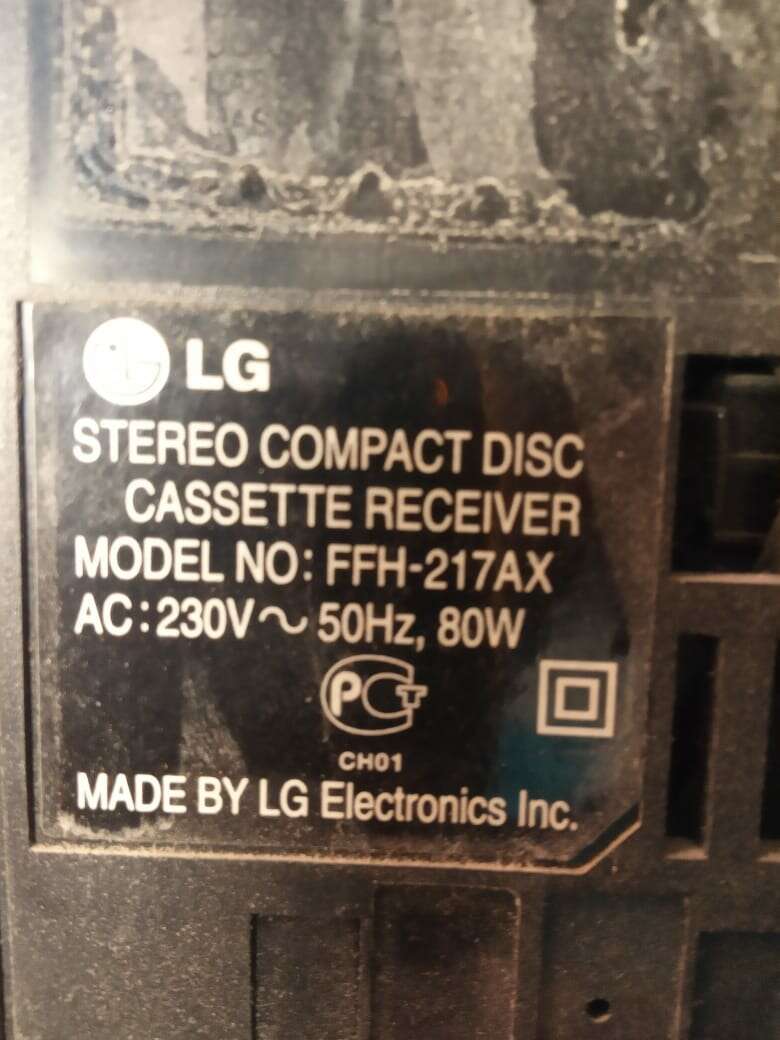 LG
STEREO COMPACT DISC
CASSETTE RECEIVER
MODEL NO: FFH-217AX
AC:230V～ 50Hz, 80W
PCT
CH01
MADE BY LG Electronics Inc.